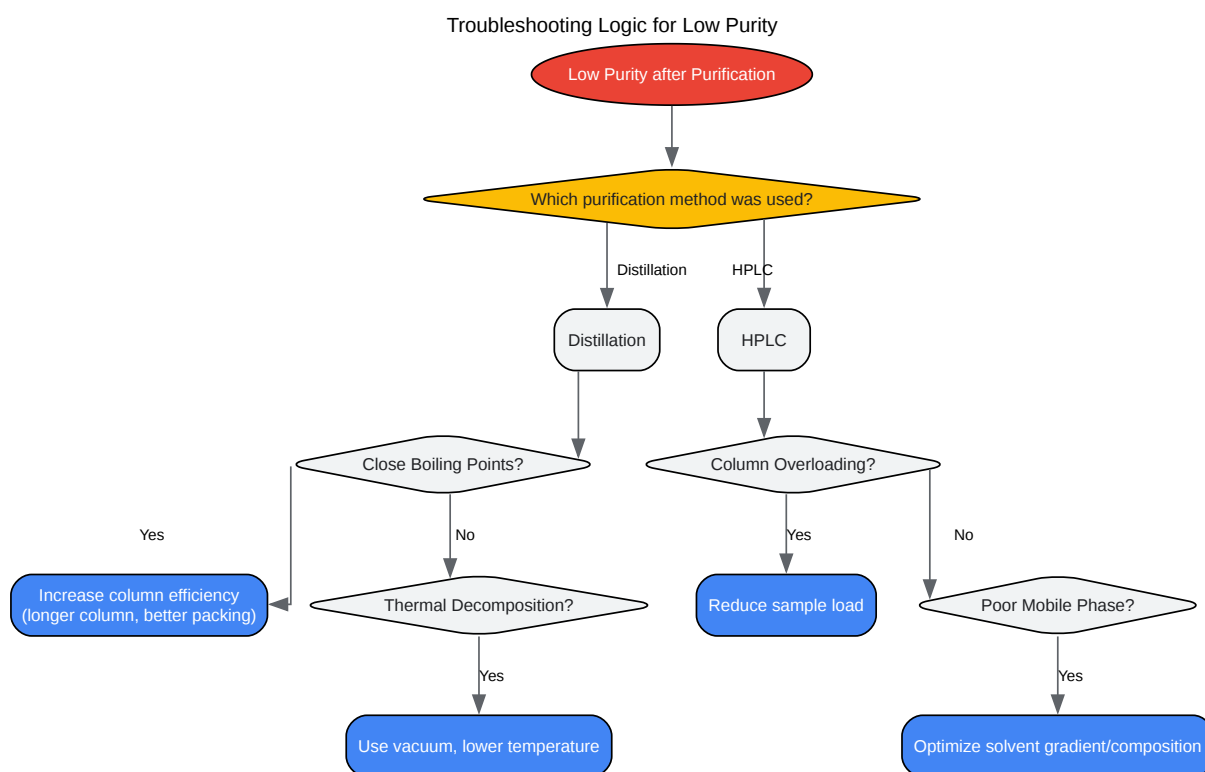 Troubleshooting Logic for Low Purity
Low Purity after Purification
Which purification method was used?
Distillation
HPLC
Distillation
HPLC
Close Boiling Points?
Column Overloading?
Yes
No
Yes
No
Increase column efficiency
(longer column, better packing)
Thermal Decomposition?
Reduce sample load
Poor Mobile Phase?
Yes
Yes
Use vacuum, lower temperature
Optimize solvent gradient/composition